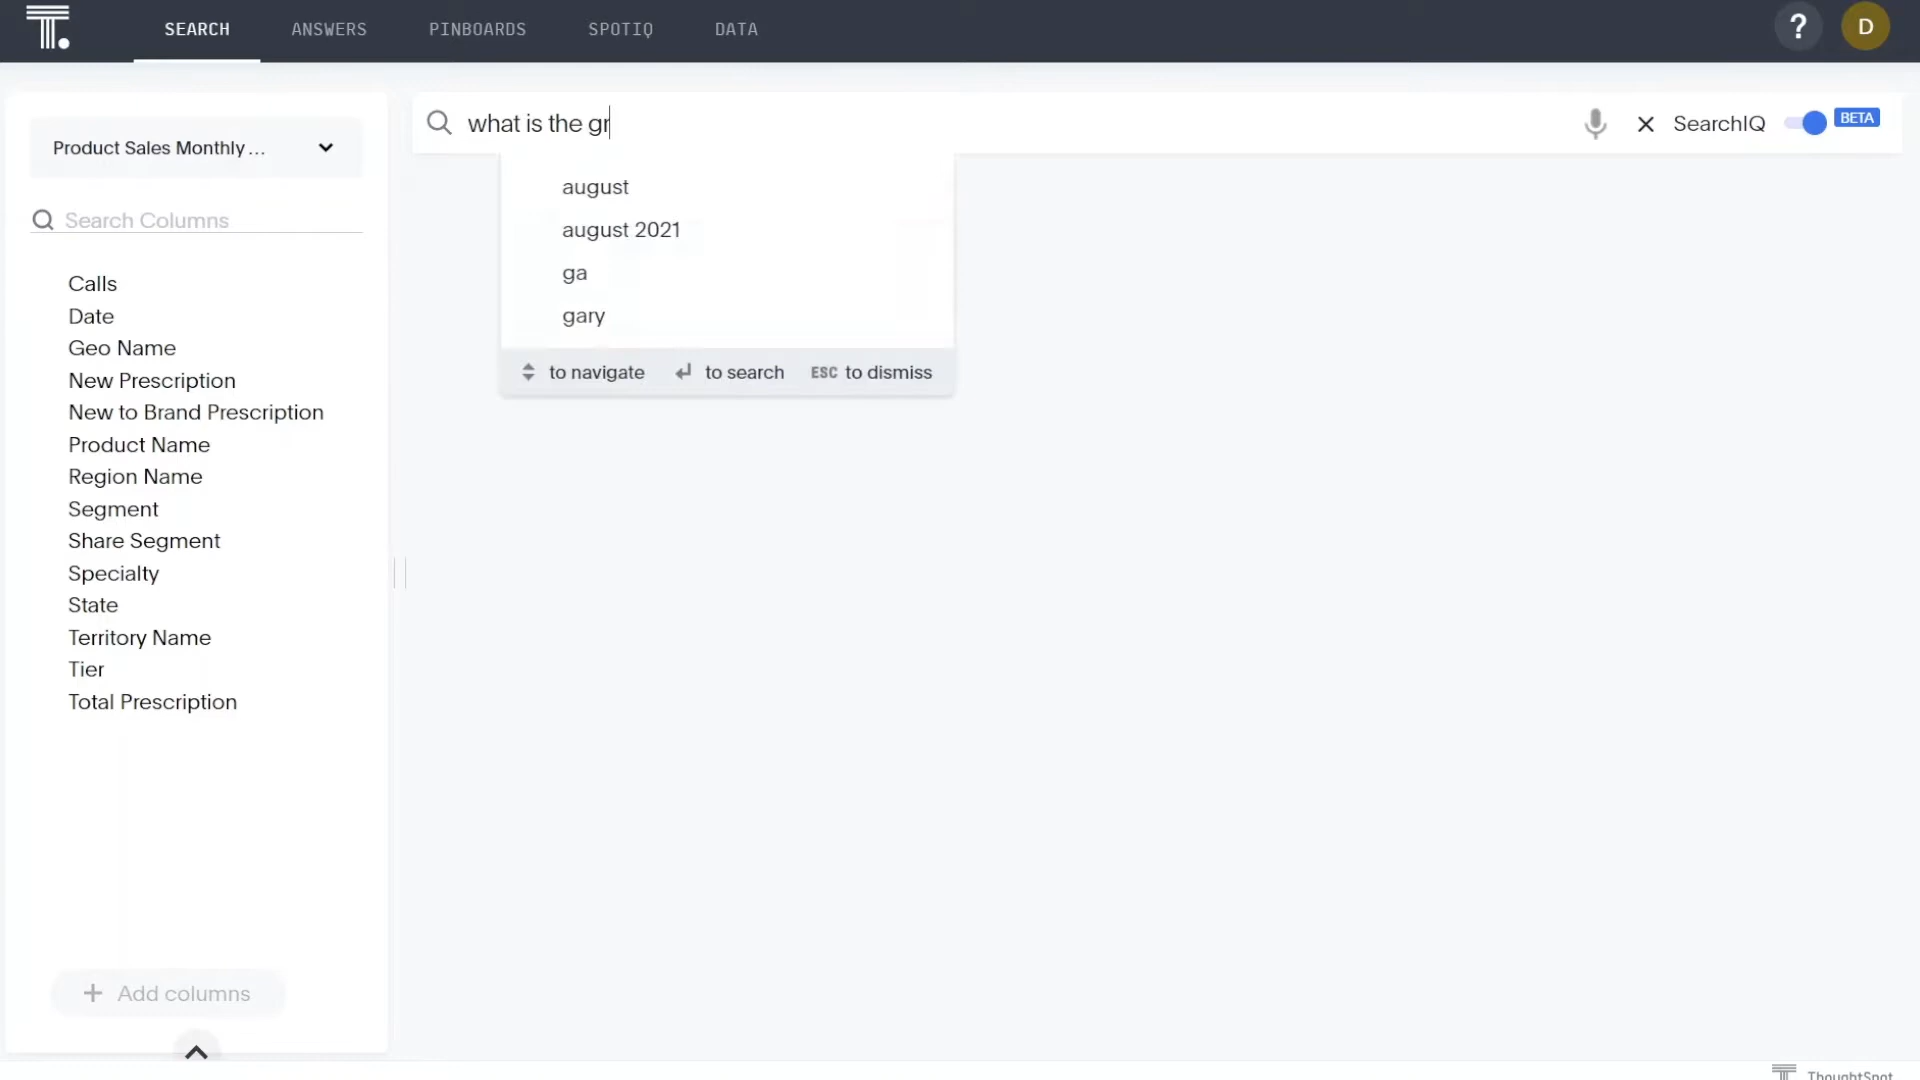 SEARCH
ANSWERS
PINBOARDS
SPOTIQ
DATA
?
D
Product Sales Monthly ...
Search Columns
Calls
Date
Geo Name
New Prescription
New to Brand Prescription
Product Name
Region Name
Segment
Share Segment
Specialty
State
Territory Name
Tier
Total Prescription
+ Add columns
what is the gr
SearchIQ
BETA
august
august 2021
ga
gary
to navigate
to search
ESC to dismiss
ThoughtSpot